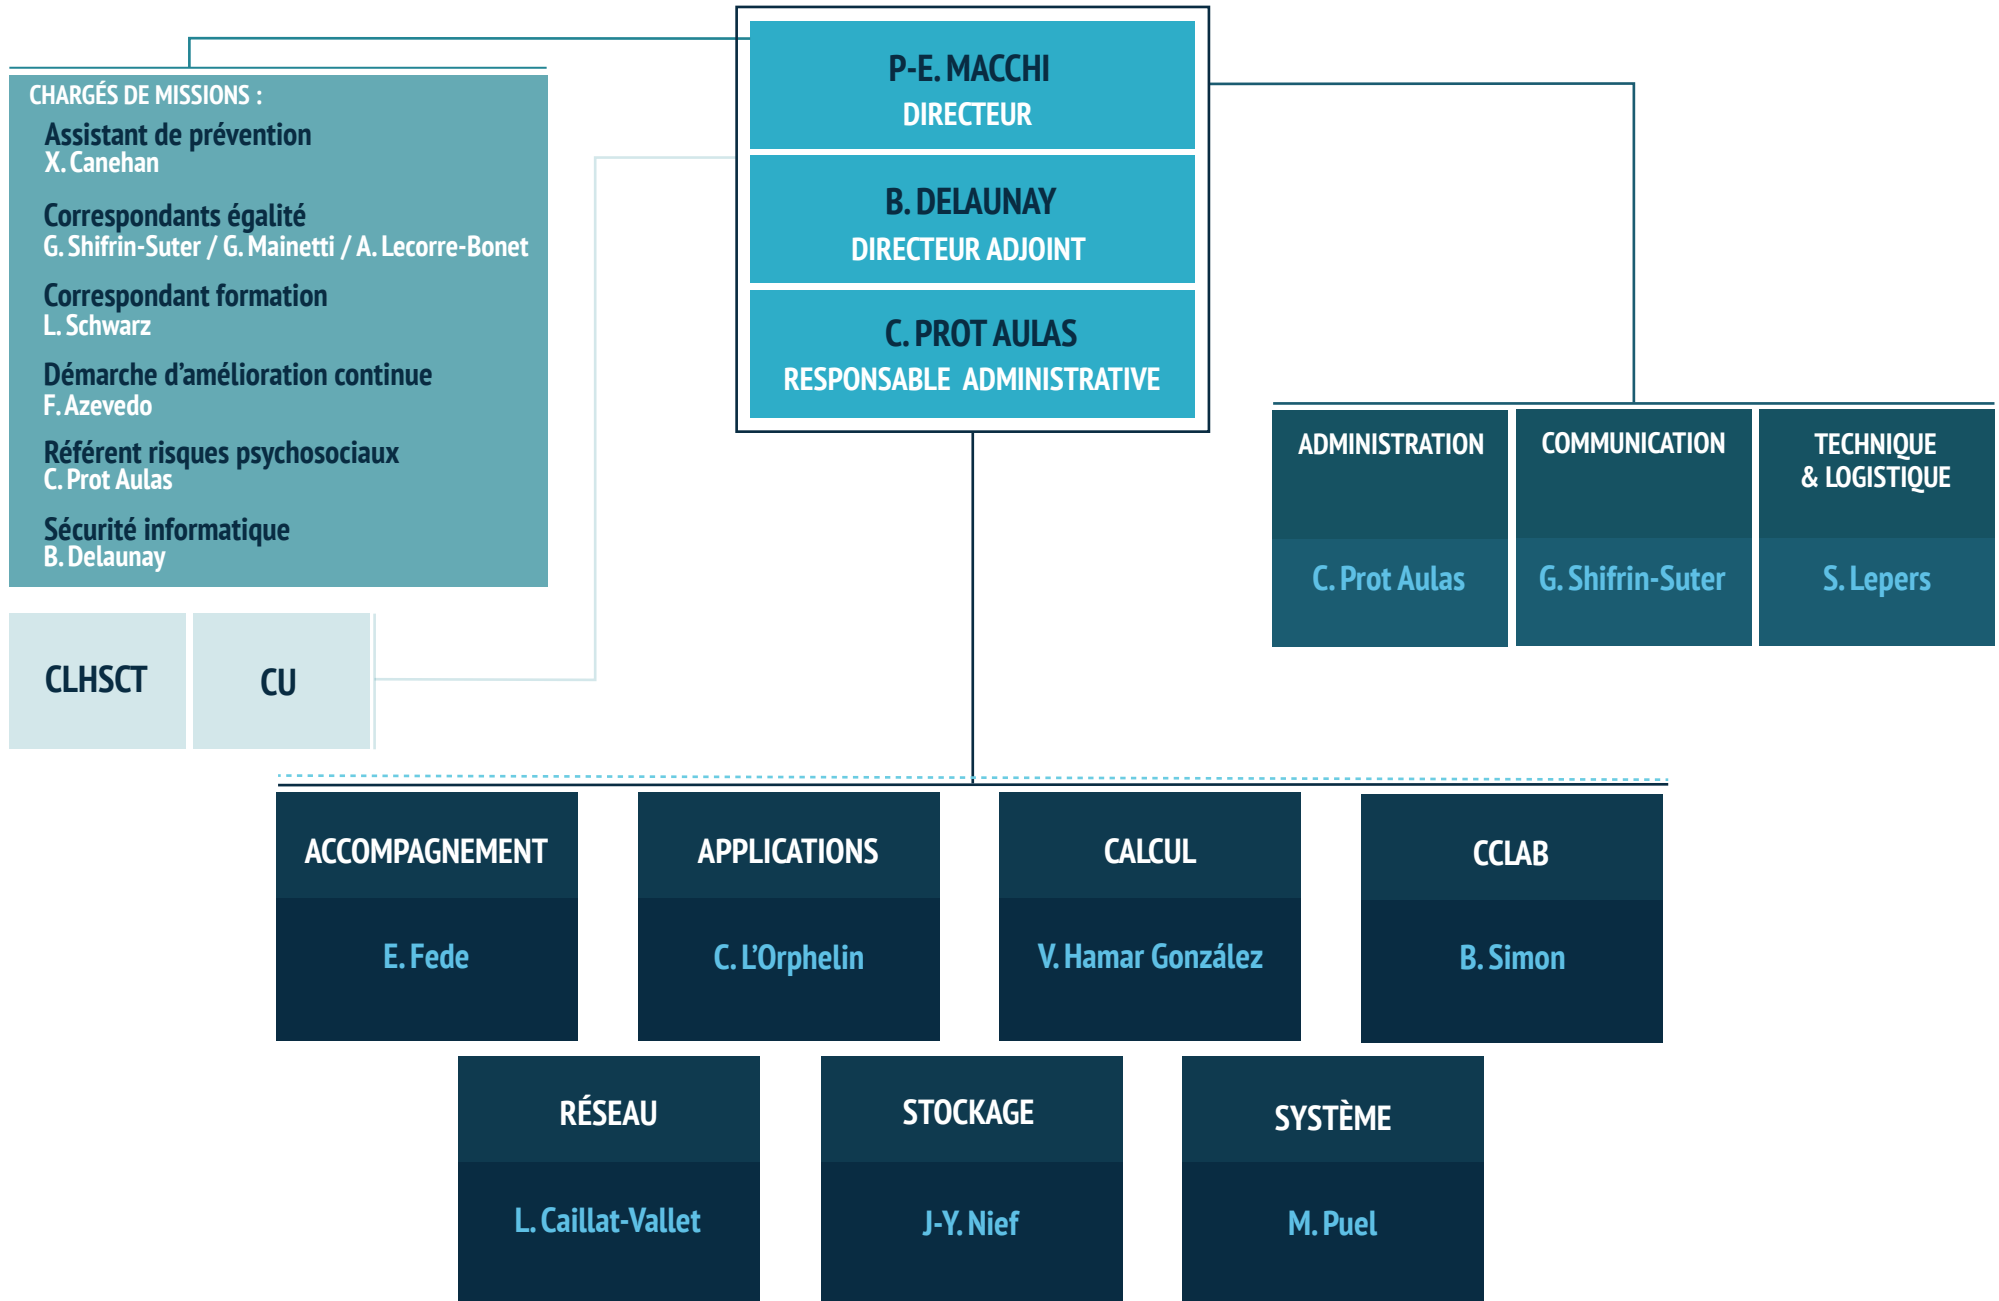 P-E. MACCHI
DIRECTEUR
B. DELAUNAY
DIRECTEUR ADJOINT
C. PROT AULAS
RESPONSABLE ADMINISTRATIVE
CHARGÉS DE MISSIONS :
Assistant de prévention
X. Canehan
Correspondants égalité
G. Shifrin-Suter / G. Mainetti / A. Lecorre-Bonet
Correspondant formation
L. Schwarz
Démarche d’amélioration continue
F. Azevedo
Référent risques psychosociaux
C. Prot Aulas
Sécurité informatique
B. Delaunay
CLHSCT
CU
ADMINISTRATION
C. Prot Aulas
COMMUNICATION
G. Shifrin-Suter
TECHNIQUE
& LOGISTIQUE
S. Lepers
ACCOMPAGNEMENT
E. Fede
APPLICATIONS
C. L’Orphelin
CALCUL
V. Hamar González
CCLAB
B. Simon
RÉSEAU
L. Caillat-Vallet
STOCKAGE
J-Y. Nief
SYSTÈME
M. Puel